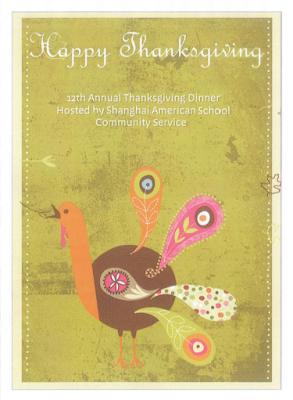 Happy Thanksgiving
12th Annual Thanksgiving Dinner
Hosted by Shanghai American School
Community Service